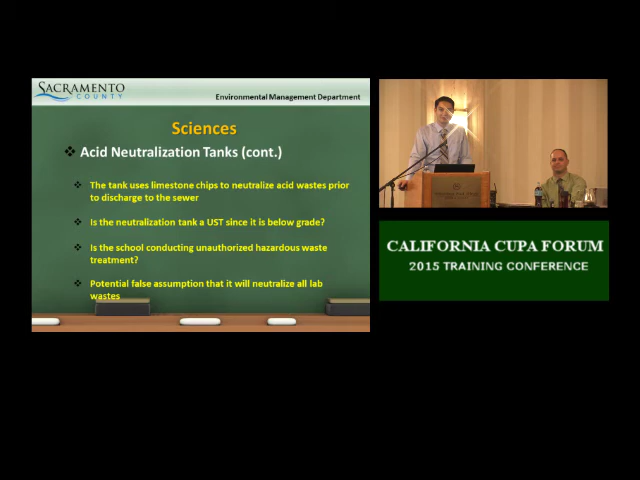 SACRAMENTO
COUNTY
Environmental Management Department
Sciences
Acid Neutralization Tanks (cont.)
The tank uses limestone chips to neutralize acid wastes prior
to discharge to the sewer
Is the neutralization tank a UST since it is below grade?
Is the school conducting unauthorized hazardous waste
treatment?
Potential false assumption that it will neutralize all lab
wastes
CALIFORNIA CUPA FORUM
2015 TRAINING CONFERENCE